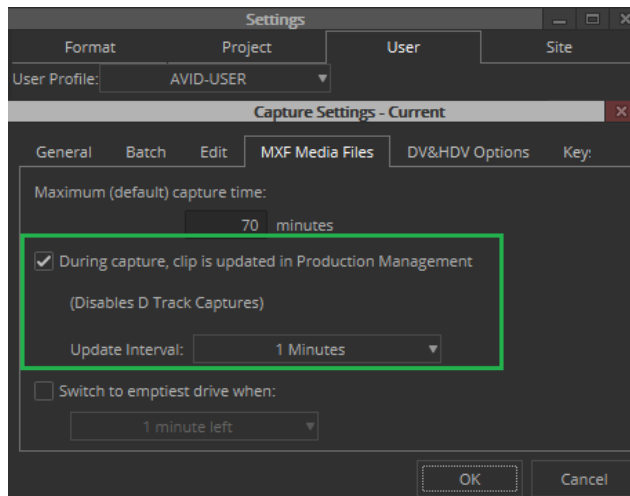 Settings
Format Project User Site
User Profile: AVID-USER
Capture Settings - Current
General Batch Edit MXF Media Files DV&HDV Options Key:
Maximum (default) capture time:
70 minutes
During capture, clip is updated in Production Management
(Disables D Track Captures)
Update Interval: 1 Minutes
Switch to emptiest drive when:
1 minute left
OK Cancel